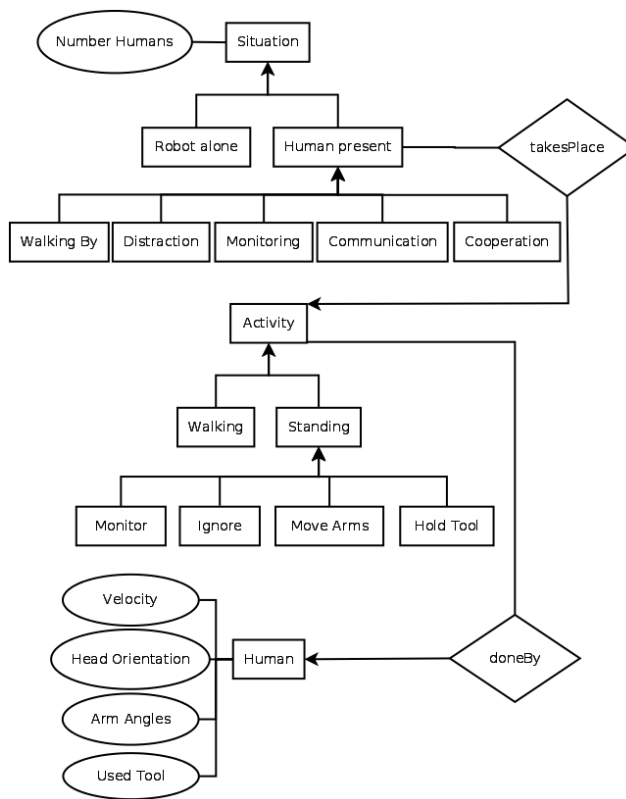 Number Humans
Situation
Robot alone
Human present
takesPlace
Walking By
Distraction
Monitoring
Communication
Cooperation
Activity
Walking
Standing
Monitor
Ignore
Move Arms
Hold Tool
Velocity
Head Orientation
Human
doneBy
Arm Angles
Used Tool